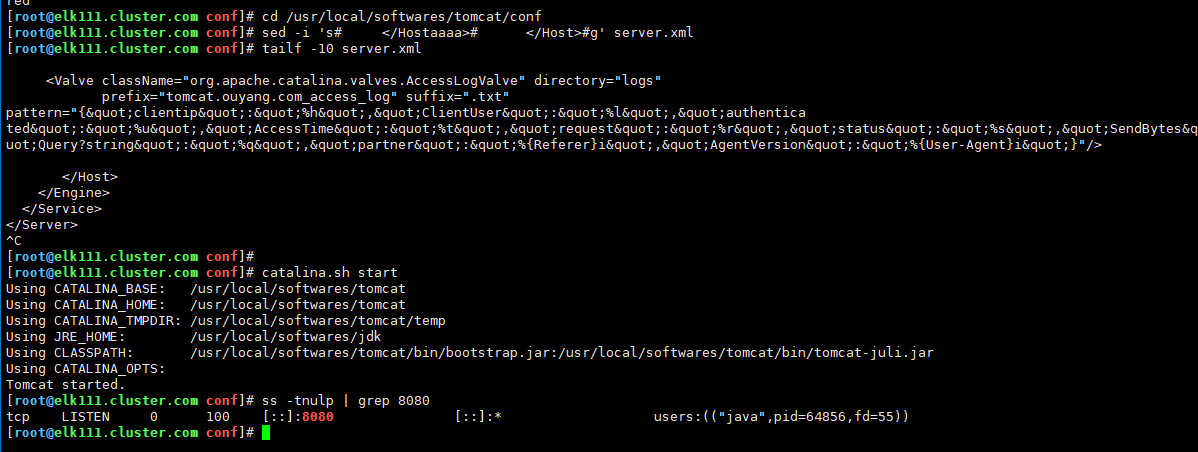 red
[root@elk111.cluster.com conf]# cd /usr/local/softwares/tomcat/conf
[root@elk111.cluster.com conf]# sed -i 's#      </Hostaaaa>#      </Host>#g' server.xml
[root@elk111.cluster.com conf]# tailf -10 server.xml
<Valve className="org.apache.catalina.valves.AccessLogValve" directory="logs"
prefix="tomcat.ouyang.com_access_log" suffix=".txt"
pattern="{&quot;clientip&quot;:&quot;%h&quot;,&quot;ClientUser&quot;:&quot;%l&quot;,&quot;authentica
ted&quot;:&quot;%u&quot;,&quot;AccessTime&quot;:&quot;%t&quot;,&quot;request&quot;:&quot;%r&quot;,&quot;status&quot;:&quot;%s&quot;,&quot;SendBytes&q
uot;Query?string&quot;:&quot;%q&quot;,&quot;partner&quot;:&quot;%{Referer}i&quot;,&quot;AgentVersion&quot;:&quot;%{User-Agent}i&quot;}"/>
</Host>
</Engine>
</Service>
</Server>
^C
[root@elk111.cluster.com conf]#
[root@elk111.cluster.com conf]# catalina.sh start
Using CATALINA_BASE:   /usr/local/softwares/tomcat
Using CATALINA_HOME:   /usr/local/softwares/tomcat
Using CATALINA_TMPDIR: /usr/local/softwares/tomcat/temp
Using JRE_HOME:        /usr/local/softwares/jdk
Using CLASSPATH:       /usr/local/softwares/tomcat/bin/bootstrap.jar:/usr/local/softwares/tomcat/bin/tomcat-juli.jar
Using CATALINA_OPTS:
Tomcat started.
[root@elk111.cluster.com conf]# ss -tnulp | grep 8080
tcp    LISTEN     0      100    [::]:8080               [::]:*                   users:(("java",pid=64856,fd=55))
[root@elk111.cluster.com conf]#